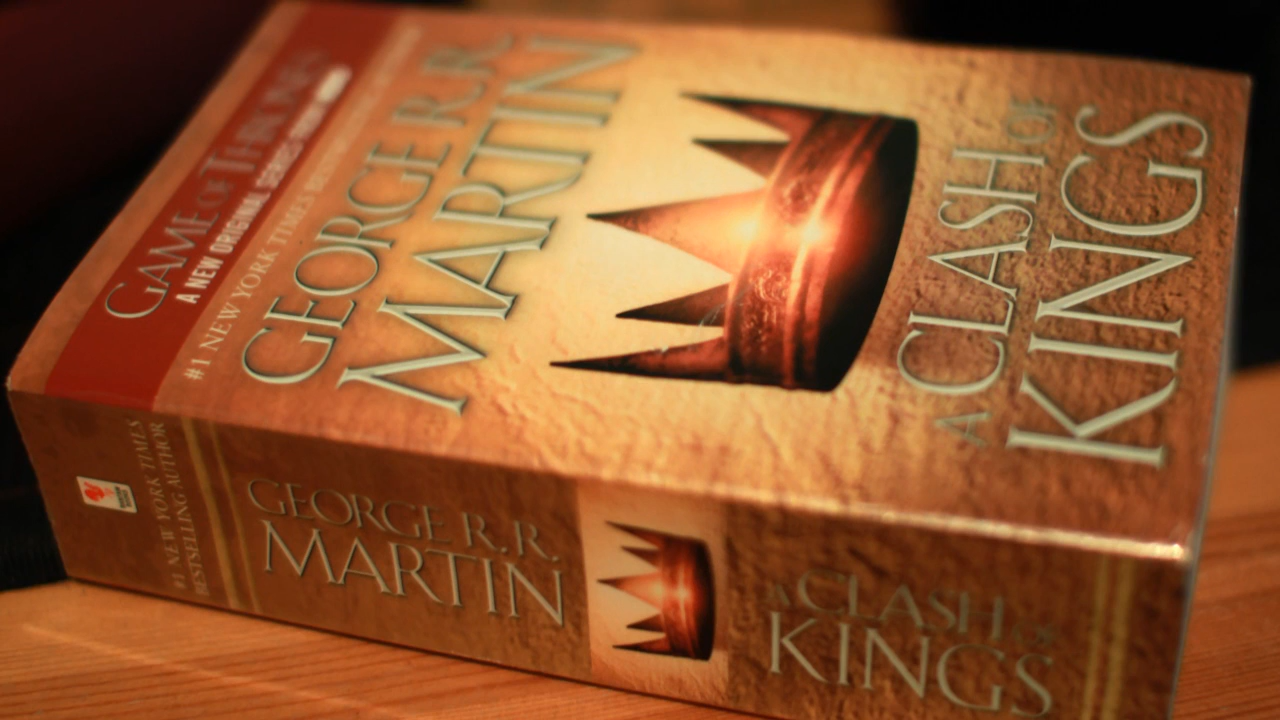 GAME OF THRONES
A NEW ORIGINAL SERIES
#1 NEW YORK TIMES
GEORGE R.R.
MARTIN
A CLASH OF
KINGS
#1 NEW YORK TIMES
BESTSELLING AUTHOR
GEORGE R. R.
MARTIN
A CLASH OF
KINGS